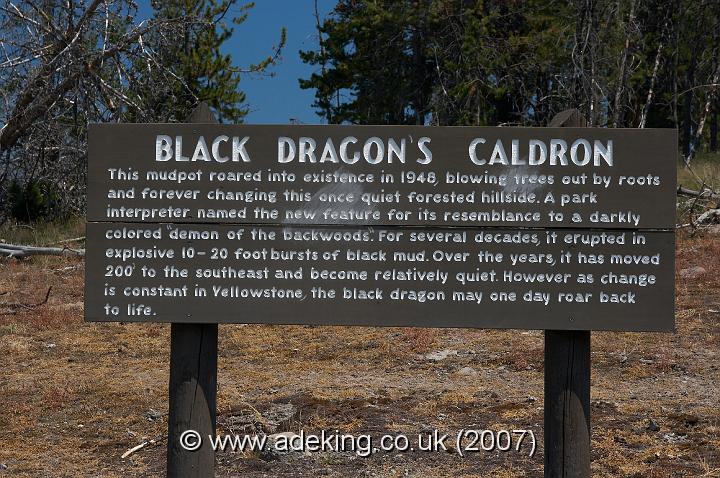 BLACK DRAGON'S CALDRON
This mudpot roared into existence in 1948, blowing trees out by roots
and forever changing this once quiet forested hillside. A park
interpreter named the new feature for its resemblance to a darkly
colored "demon of the backwoods". For several decades, it erupted in
explosive 10-20 foot bursts of black mud. Over the years, it has moved
200' to the southeast and become relatively quiet. However as change
is constant in Yellowstone, the black dragon may one day roar back
to life.
© www.adeking.co.uk (2007)